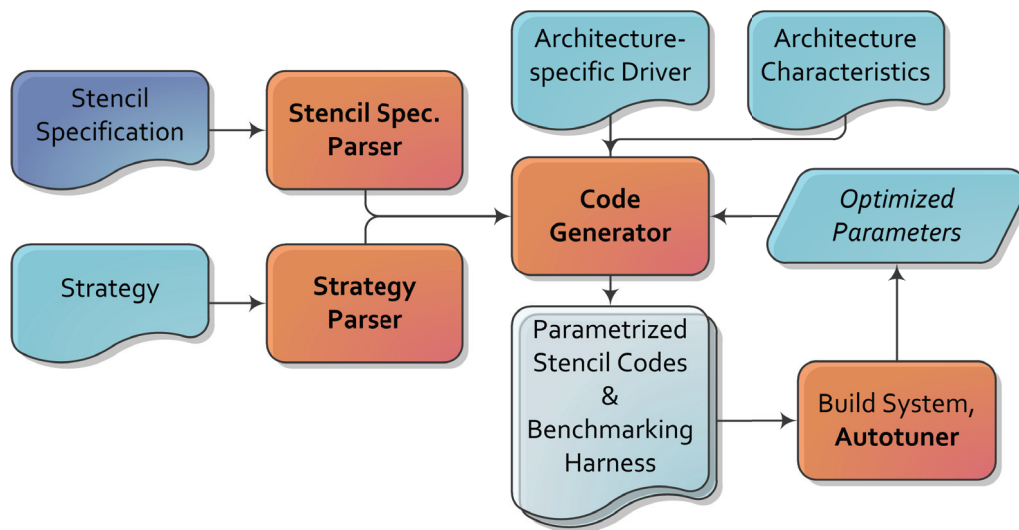 Architecture-
specific Driver
Architecture
Characteristics
Stencil
Specification
Stencil Spec.
Parser
Code
Generator
Optimized
Parameters
Strategy
Strategy
Parser
Parametrized
Stencil Codes
&
Benchmarking
Harness
Build System,
Autotuner